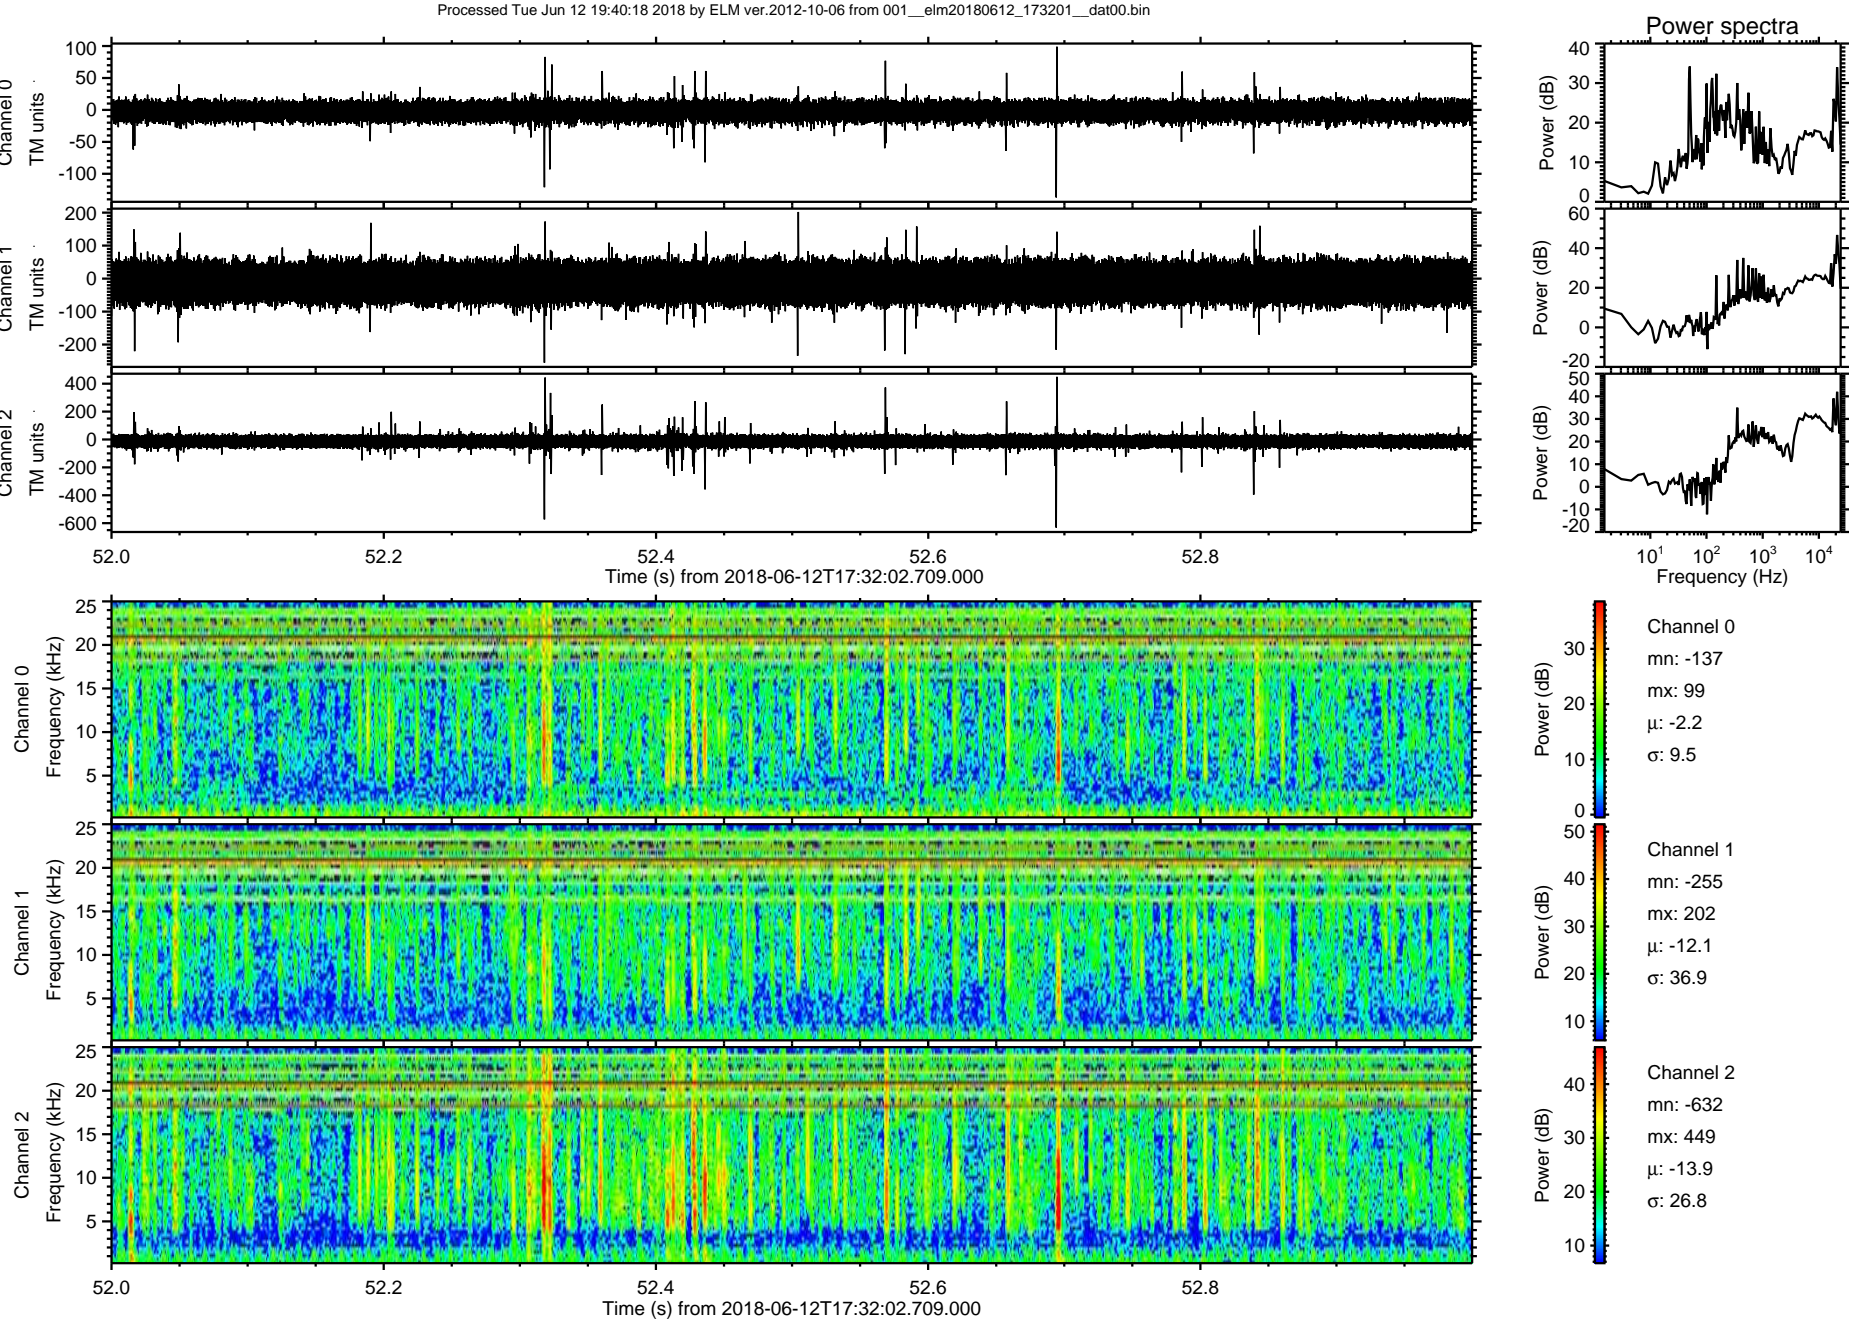 Processed Tue Jun 12 19:40:18 2018 by ELM ver.2012-10-06 from 001__elm20180612_173201__dat00.bin
Power spectra
Channel 0
TM units
100
50
0
-50
-100
Power (dB)
40
30
20
10
0
Channel 1
TM units
200
100
0
-100
-200
Power (dB)
60
40
20
0
-20
Channel 2
TM units
400
200
0
-200
-400
-600
Power (dB)
50
40
30
20
10
0
-10
-20
52.0 52.2 52.4 52.6 52.8
Time (s) from 2018-06-12T17:32:02.709.000
10¹ 10² 10³ 10⁴
Frequency (Hz)
Channel 0
Frequency (kHz)
25
20
15
10
5
Power (dB)
30
20
10
0
Channel 0
mn: -137
mx: 99
μ: -2.2
σ: 9.5
Channel 1
Frequency (kHz)
25
20
15
10
5
Power (dB)
50
40
30
20
10
Channel 1
mn: -255
mx: 202
μ: -12.1
σ: 36.9
Channel 2
Frequency (kHz)
25
20
15
10
5
Power (dB)
40
30
20
10
Channel 2
mn: -632
mx: 449
μ: -13.9
σ: 26.8
52.0 52.2 52.4 52.6 52.8
Time (s) from 2018-06-12T17:32:02.709.000